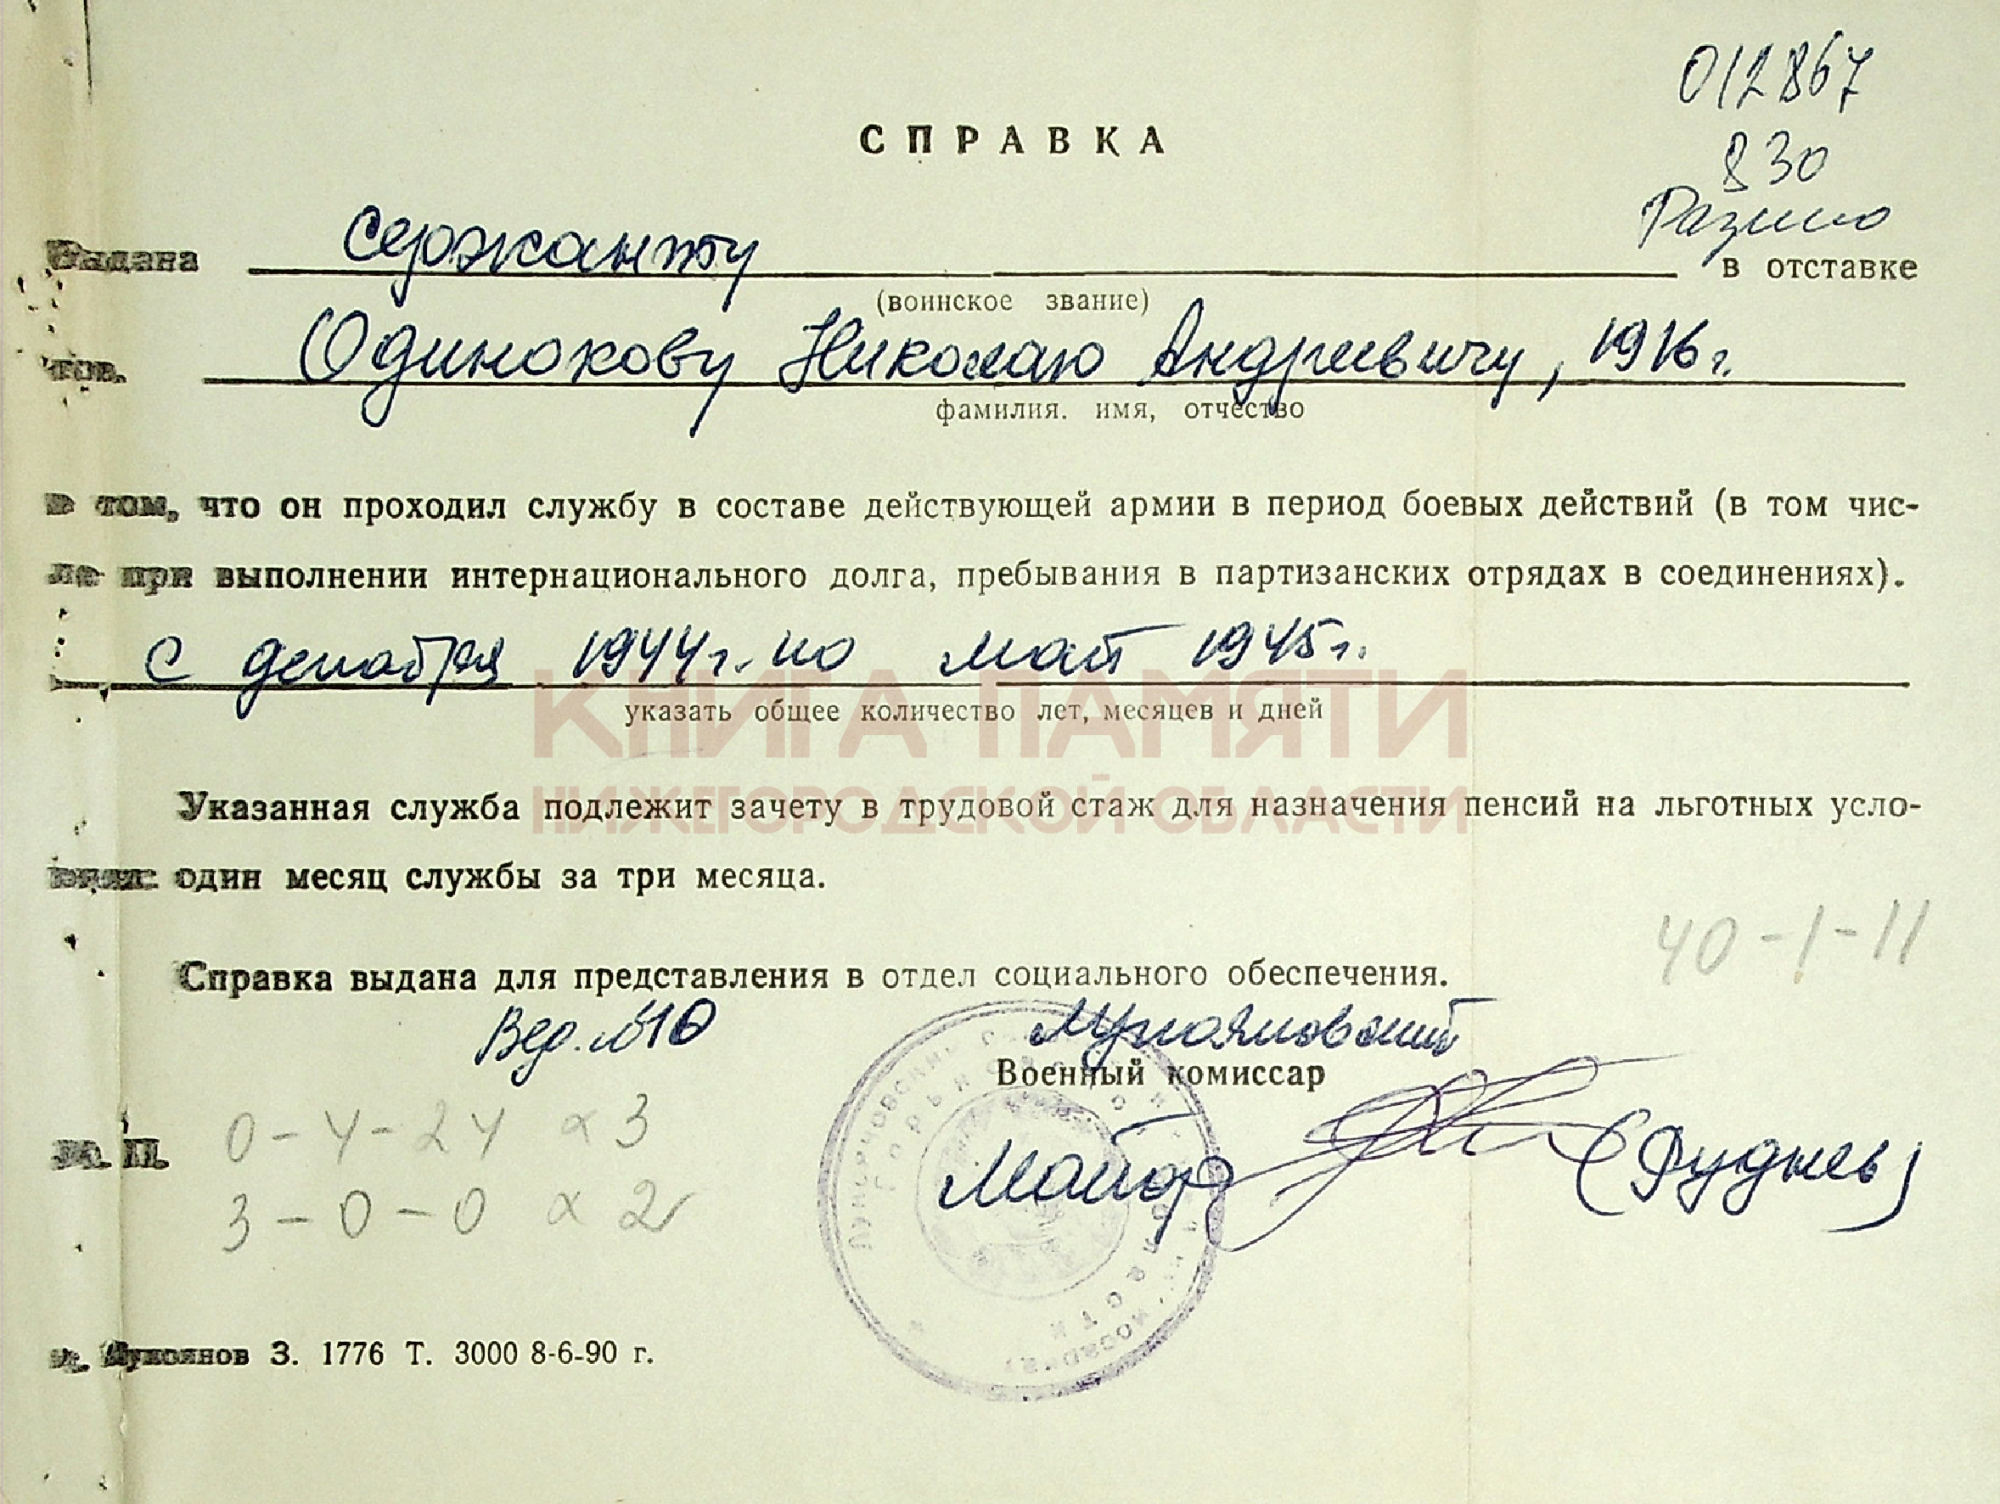 012867
СПРАВКА
830
Разино
Выдана сержанту в отставке
(воинское звание)
тов. Одинокову Николаю Андреевичу, 1916 г.
фамилия. имя, отчество
в том, что он проходил службу в составе действующей армии в период боевых действий (в том чис-
ле при выполнении интернационального долга, пребывания в партизанских отрядах в соединениях).
с декабря 1944 г. по май 1945 г.
КНИГА ПАМЯТИ
указать общее количество лет, месяцев и дней
НИЖЕГОРОДСКОЙ ОБЛАСТИ
Указанная служба подлежит зачету в трудовой стаж для назначения пенсий на льготных усло-
виях: один месяц службы за три месяца.
40-1-11
Справка выдана для представления в отдел социального обеспечения.
Вед. №10 Лукояновский
Военный комиссар
0-4-24 х 3
м. п. Майор (Руднев)
3-0-0 х 2
г. Лукоянов З. 1776 Т. 3000 8-6-90 г.